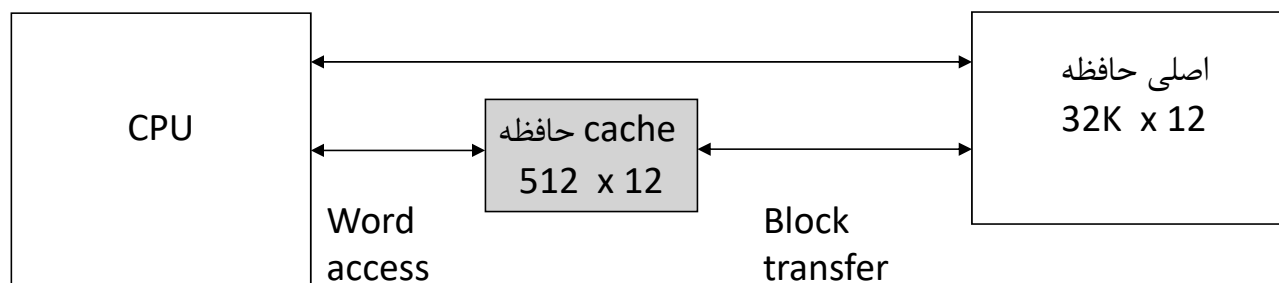 CPU
حافظه cache
512 x 12
اصلی حافظه
32K x 12
Word
access
Block
transfer